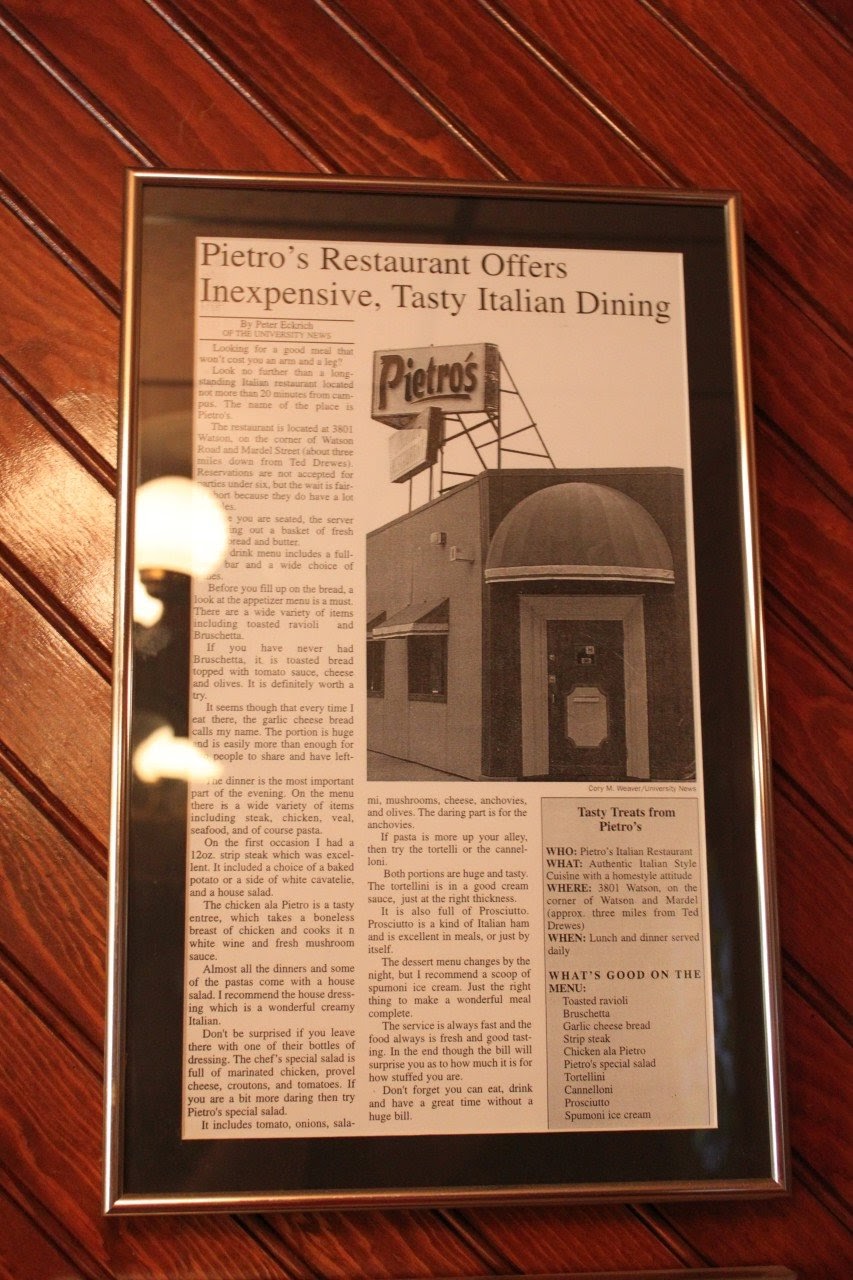 Pietro's Restaurant Offers
Inexpensive, Tasty Italian Dining
By Peter Eckrich
OF THE UNIVERSITY NEWS
Looking for a good meal that
won't cost you an arm and a leg?
Look no further than a long-
standing Italian restaurant located
not more than 20 minutes from cam-
pus. The name of the place is
Pietro's.
The restaurant is located at 3801
Watson, on the corner of Watson
Road and Mardel Street (about three
miles down from Ted Drewes).
Reservations are not accepted for
parties under six, but the wait is fair-
because they do have a lot
you are seated, the server
out a basket of fresh
bread and butter.
drink menu includes a full-
bar and a wide choice of
Before you fill up on the bread, a
look at the appetizer menu is a must.
There are a wide variety of items
including toasted ravioli and
Bruschetta.
If you have never had
Bruschetta, it is toasted bread
topped with tomato sauce, cheese
and olives. It is definitely worth a
try.
It seems though that every time I
eat there, the garlic cheese bread
calls my name. The portion is huge
and is easily more than enough for
people to share and have left-
The dinner is the most important
part of the evening. On the menu
there is a wide variety of items
including steak, chicken, veal,
seafood, and of course pasta.
On the first occasion I had a
12oz. strip steak which was excel-
lent. It included a choice of a baked
potato or a side of white cavatelie,
and a house salad.
The chicken ala Pietro is a tasty
entree, which takes a boneless
breast of chicken and cooks it n
white wine and fresh mushroom
sauce.
Almost all the dinners and some
of the pastas come with a house
salad. I recommend the house dress-
ing which is a wonderful creamy
Italian.
Don't be surprised if you leave
there with one of their bottles of
dressing. The chef's special salad is
full of marinated chicken, provel
cheese, croutons, and tomatoes. If
you are a bit more daring then try
Pietro's special salad.
It includes tomato, onions, sala-
Pietro's
Cory M. Weaver/University News
mi, mushrooms, cheese, anchovies,
and olives. The daring part is for the
anchovies.
If pasta is more up your alley,
then try the tortelli or the cannel-
loni.
Both portions are huge and tasty.
The tortellini is in a good cream
sauce, just at the right thickness.
It is also full of Prosciutto.
Prosciutto is a kind of Italian ham
and is excellent in meals, or just by
itself.
The dessert menu changes by the
night, but I recommend a scoop of
spumoni ice cream. Just the right
thing to make a wonderful meal
complete.
The service is always fast and the
food always is fresh and good tast-
ing. In the end though the bill will
surprise you as to how much it is for
how stuffed you are.
Don't forget you can eat, drink
and have a great time without a
huge bill.
Tasty Treats from
Pietro's
WHO: Pietro's Italian Restaurant
WHAT: Authentic Italian Style
Cuisine with a homestyle attitude
WHERE: 3801 Watson, on the
corner of Watson and Mardel
(approx. three miles from Ted
Drewes)
WHEN: Lunch and dinner served
daily
WHAT'S GOOD ON THE
MENU:
Toasted ravioli
Bruschetta
Garlic cheese bread
Strip steak
Chicken ala Pietro
Pietro's special salad
Tortellini
Cannelloni
Prosciutto
Spumoni ice cream